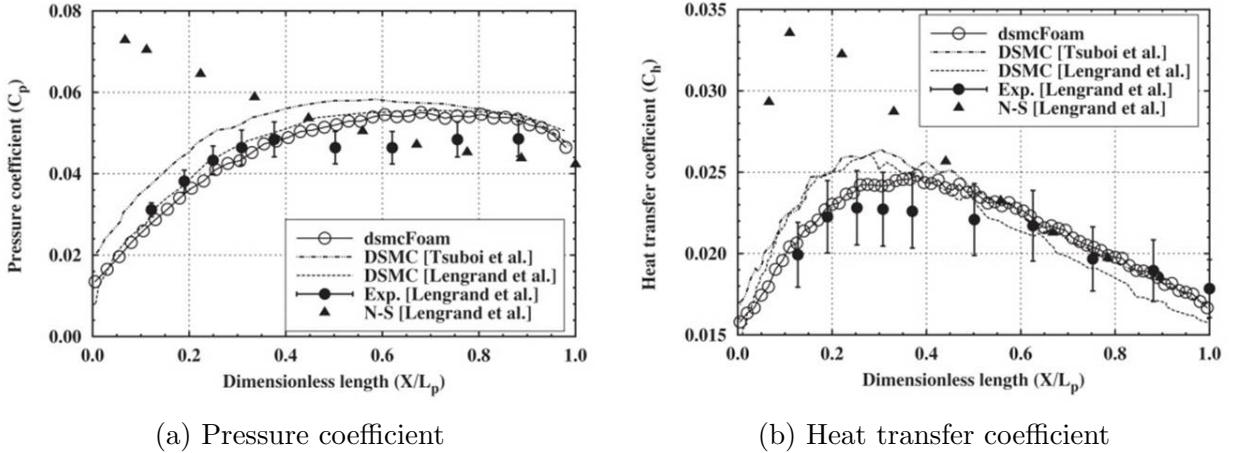 0.08
0.06
0.04
0.02
0.00
Pressure coefficient (Cp)
dsmcFoam
DSMC [Tsuboi et al.]
DSMC [Lengrand et al.]
Exp. [Lengrand et al.]
N-S [Lengrand et al.]
0.0 0.2 0.4 0.6 0.8 1.0
Dimensionless length (X/Lp)
(a) Pressure coefficient
0.035
0.030
0.025
0.020
0.015
Heat transfer coefficient (Ch)
dsmcFoam
DSMC [Tsuboi et al.]
DSMC [Lengrand et al.]
Exp. [Lengrand et al.]
N-S [Lengrand et al.]
0.0 0.2 0.4 0.6 0.8 1.0
Dimensionless length (X/Lp)
(b) Heat transfer coefficient